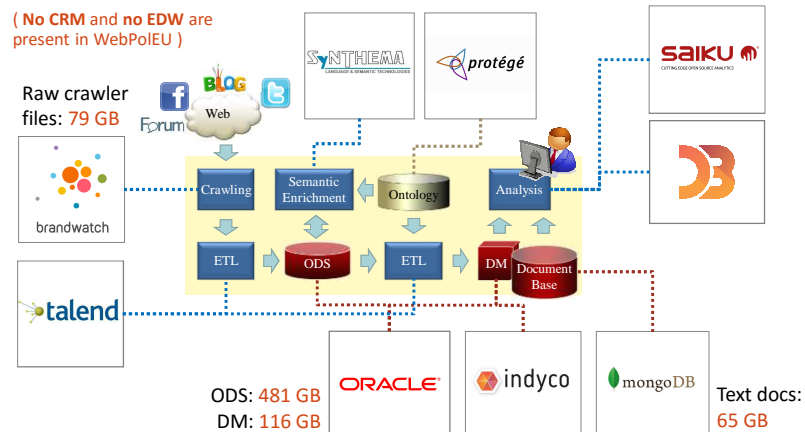 ( No CRM and no EDW are
present in WebPolEU )
Raw crawler
files: 79 GB
BLOG
Forum
Web
SYNTHEMA
LANGUAGE & SEMANTIC TECHNOLOGIES
protégé
saiku
CUTTING EDGE OPEN SOURCE ANALYTICS
brandwatch
Crawling
Semantic
Enrichment
Ontology
Analysis
ETL
ODS
ETL
DM
Document
Base
talend
ORACLE
indyco
mongoDB
ODS: 481 GB
DM: 116 GB
Text docs:
65 GB